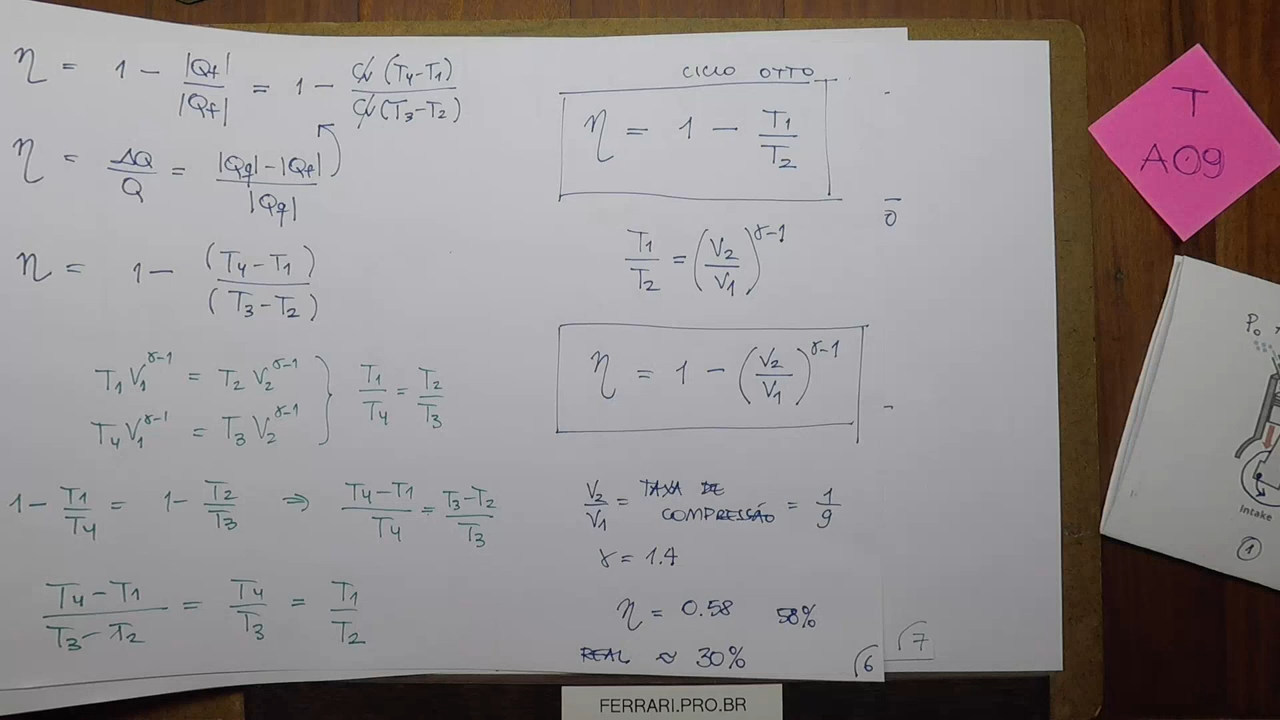 η = 1 - |Qf| / |Qf| = 1 - c̸v̸ (T4-T1) / c̸v̸ (T3-T2)
η = ΔQ / Q = |Qq| - |Qf| / |Qq|
η = 1 - (T4-T1) / (T3-T2)
T1 V1^γ-1 = T2 V2^γ-1
T4 V1^γ-1 = T3 V2^γ-1 } T1/T4 = T2/T3
1 - T1/T4 = 1 - T2/T3 ⇒ T4-T1 / T4 = T3-T2 / T3
T4-T1 / T3-T2 = T4/T3 = T1/T2
CICLO OTTO
η = 1 - T1/T2
T1/T2 = (V2/V1)^γ-1
η = 1 - (V2/V1)^γ-1
V2/V1 = TAXA DE COMPRESSÃO = 1/9
γ = 1.4
η = 0.58 58%
REAL ≈ 30%
6
7
T
A09
P0
Intake
1
FERRARI.PRO.BR